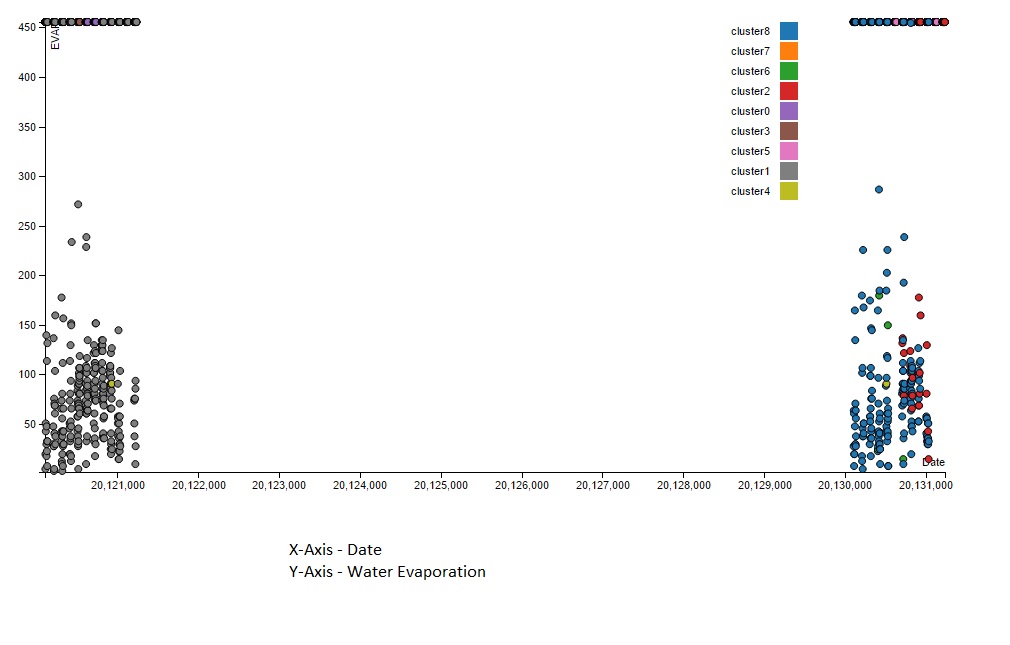 450
EVAP
400
350
300
250
200
150
100
50
cluster8
cluster7
cluster6
cluster2
cluster0
cluster3
cluster5
cluster1
cluster4
Date
20,121,000 20,122,000 20,123,000 20,124,000 20,125,000 20,126,000 20,127,000 20,128,000 20,129,000 20,130,000 20,131,000
X-Axis - Date
Y-Axis - Water Evaporation